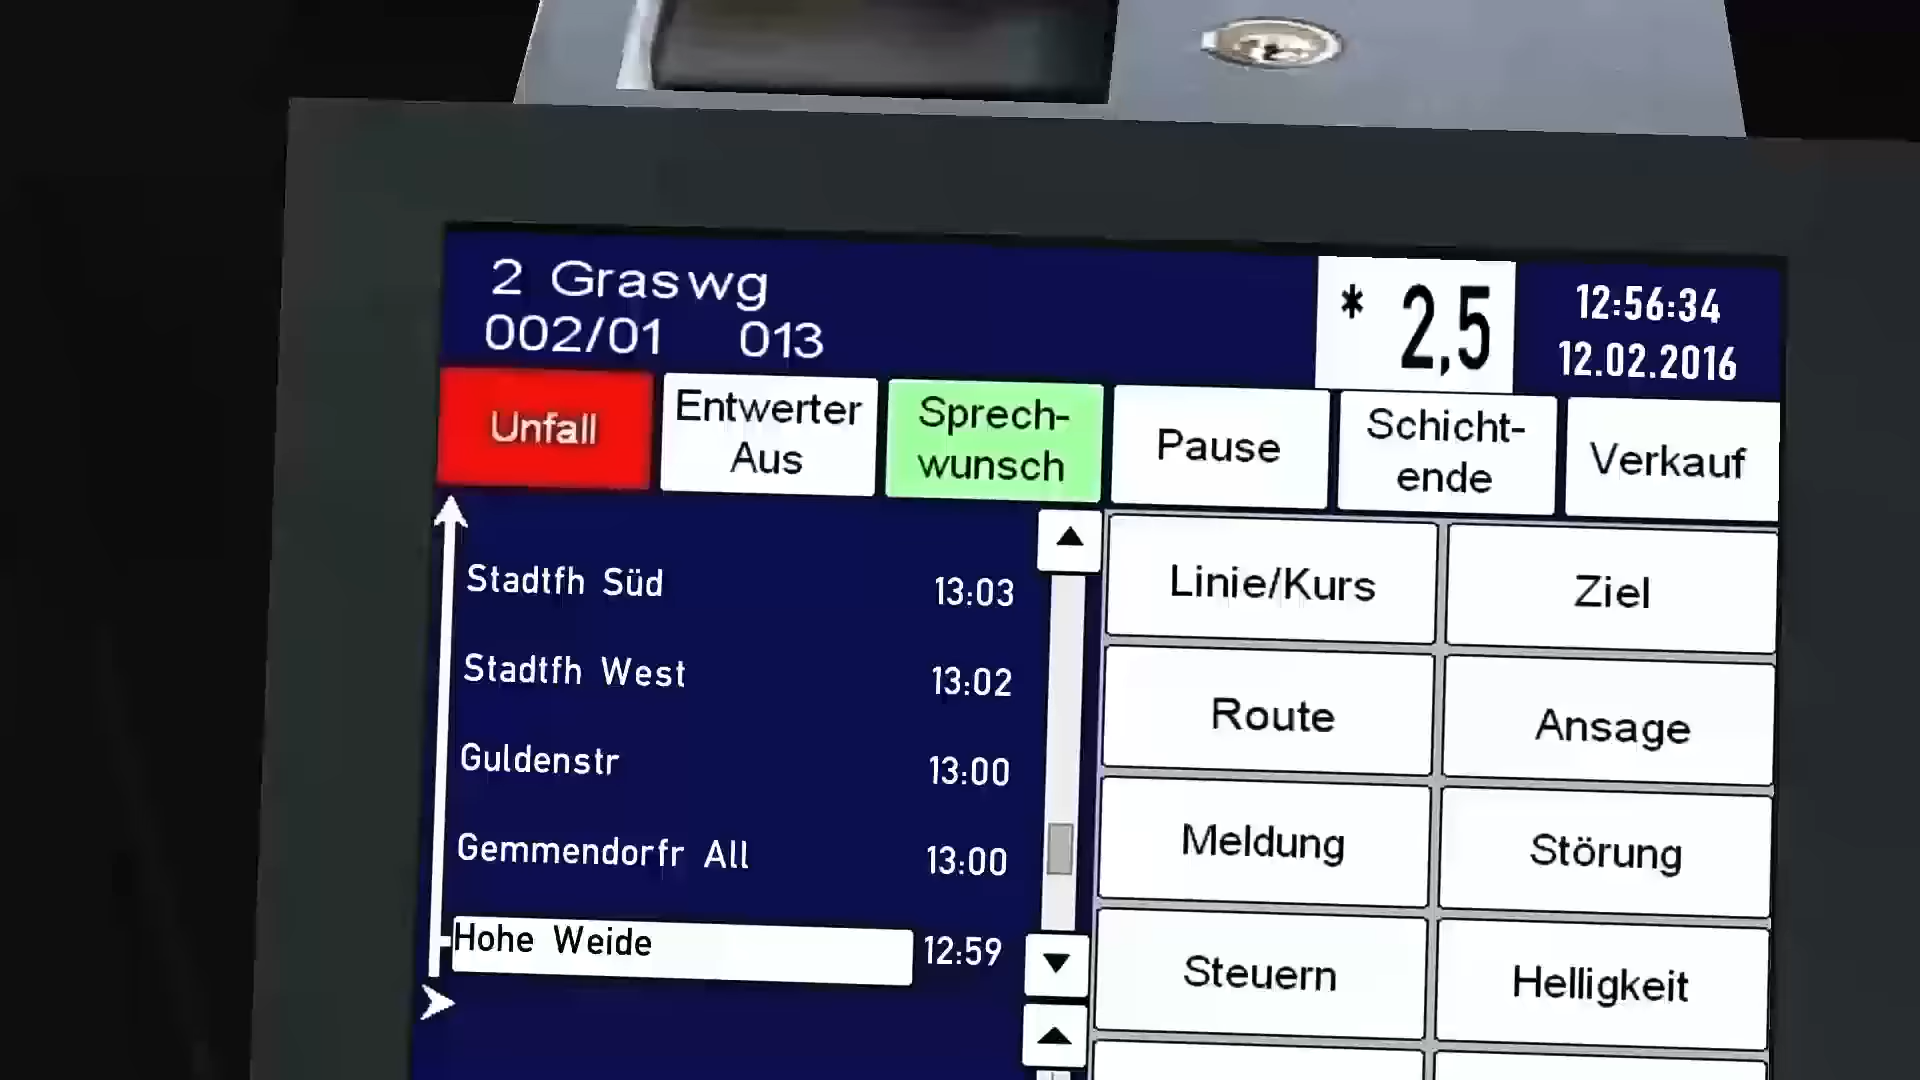 2 Graswg
002/01 013
* 2,5
12:56:34
12.02.2016
Unfall
Entwerter
Aus
Sprech-
wunsch
Pause
Schicht-
ende
Verkauf
Stadtfh Süd 13:03
Stadtfh West 13:02
Guldenstr 13:00
Gemmendorfr All 13:00
Hohe Weide 12:59
Linie/Kurs
Ziel
Route
Ansage
Meldung
Störung
Steuern
Helligkeit